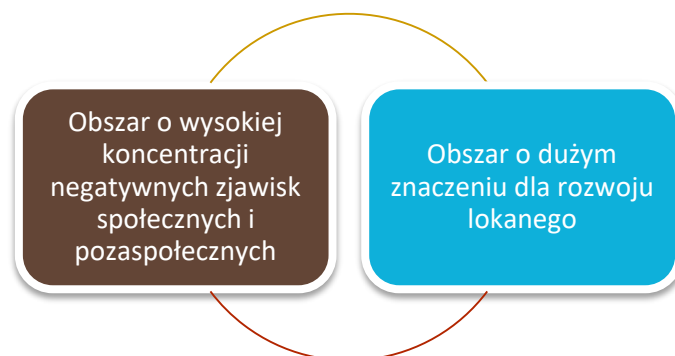 Obszar o wysokiej
koncentracji
negatywnych zjawisk
społecznych i
pozaspołecznych
Obszar o dużym
znaczeniu dla rozwoju
lokanego